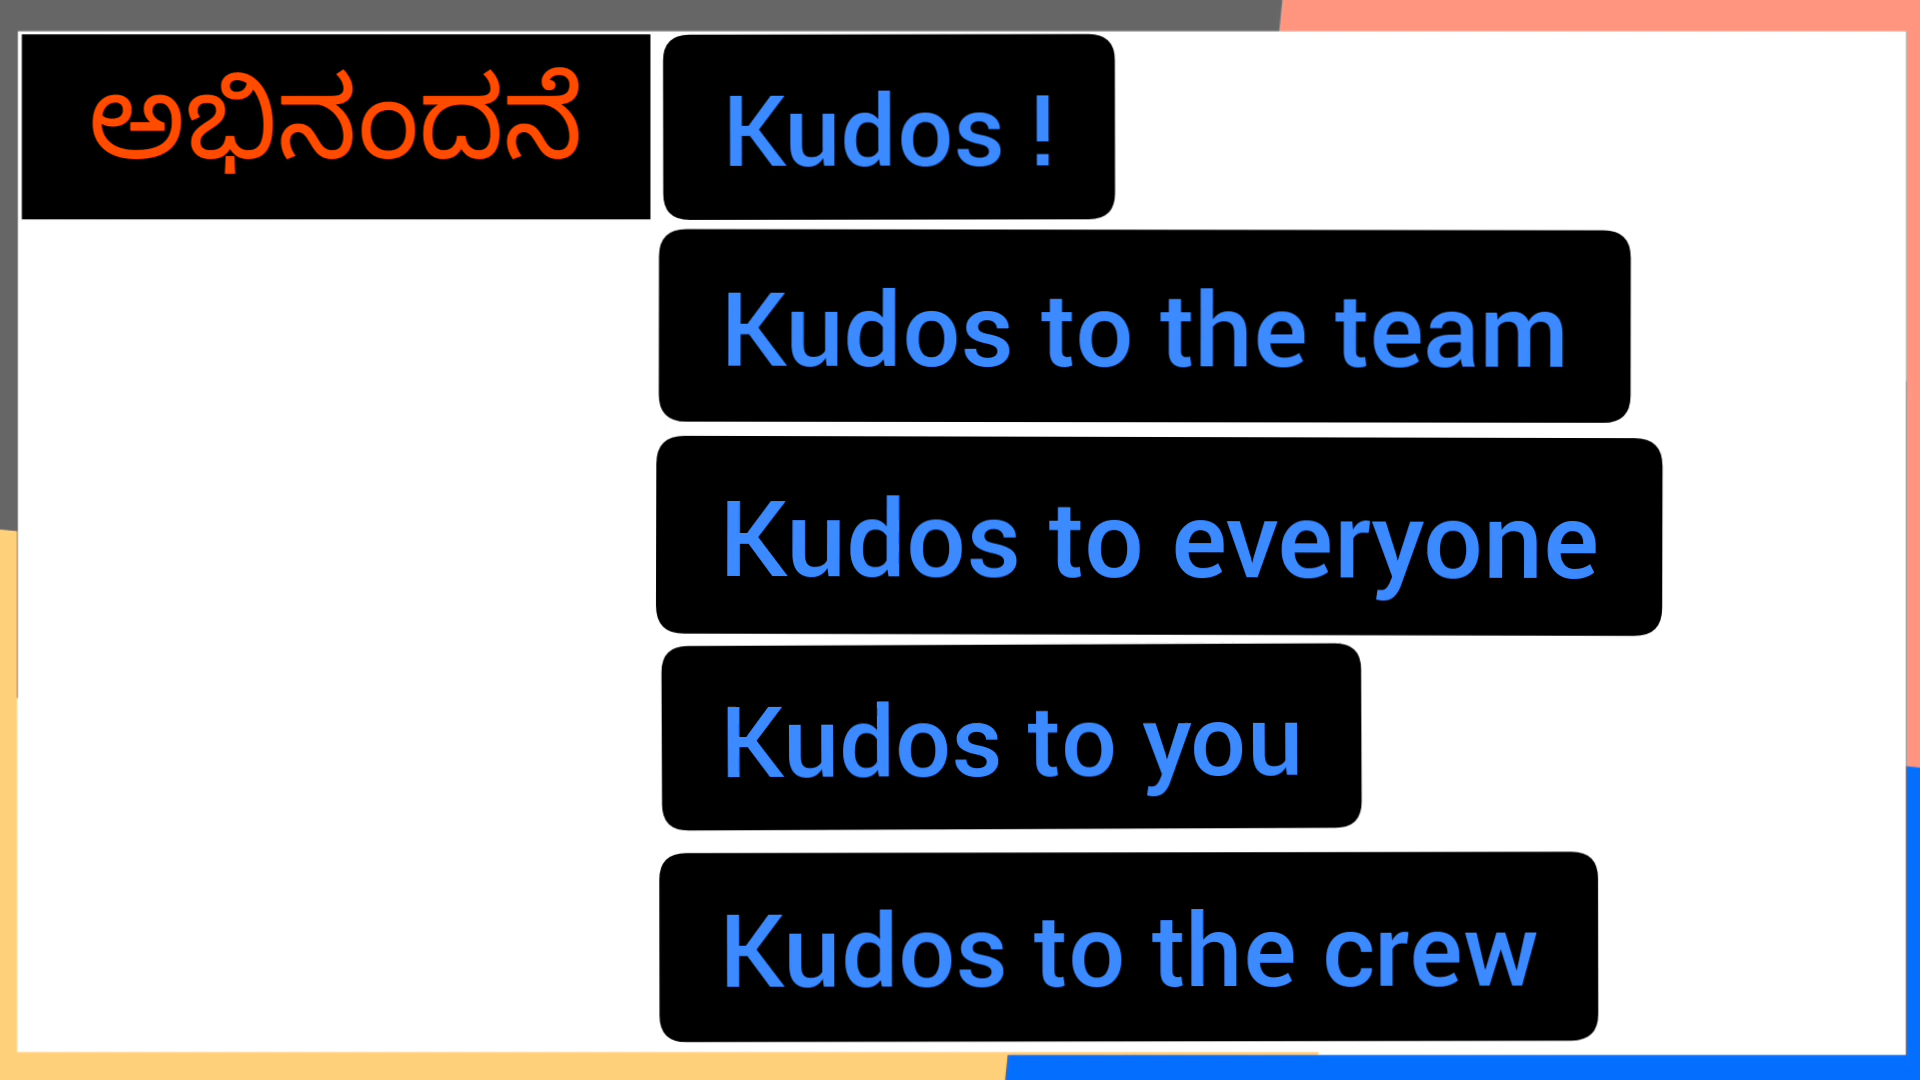 ಅಭಿನಂದನೆ
Kudos !
Kudos to the team
Kudos to everyone
Kudos to you
Kudos to the crew